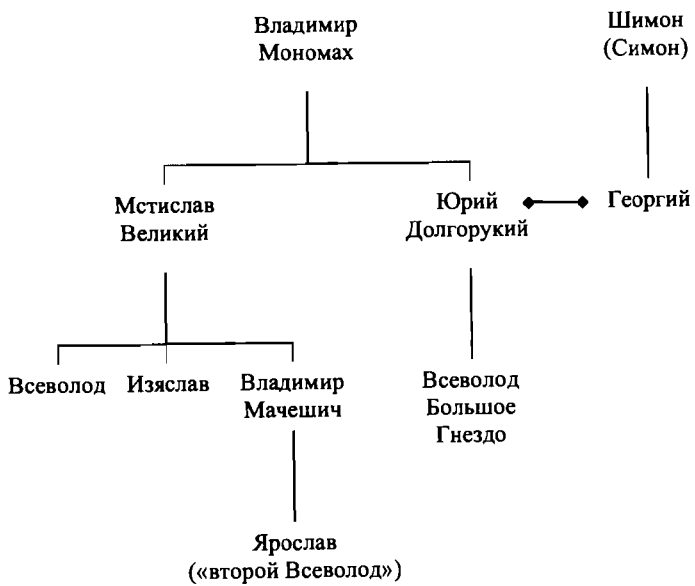 Владимир
Мономах
Шимон
(Симон)
Мстислав
Великий
Юрий
Долгорукий
Георгий
Всеволод
Изяслав
Владимир
Мачешич
Всеволод
Большое
Гнездо
Ярослав
(«второй Всеволод»)